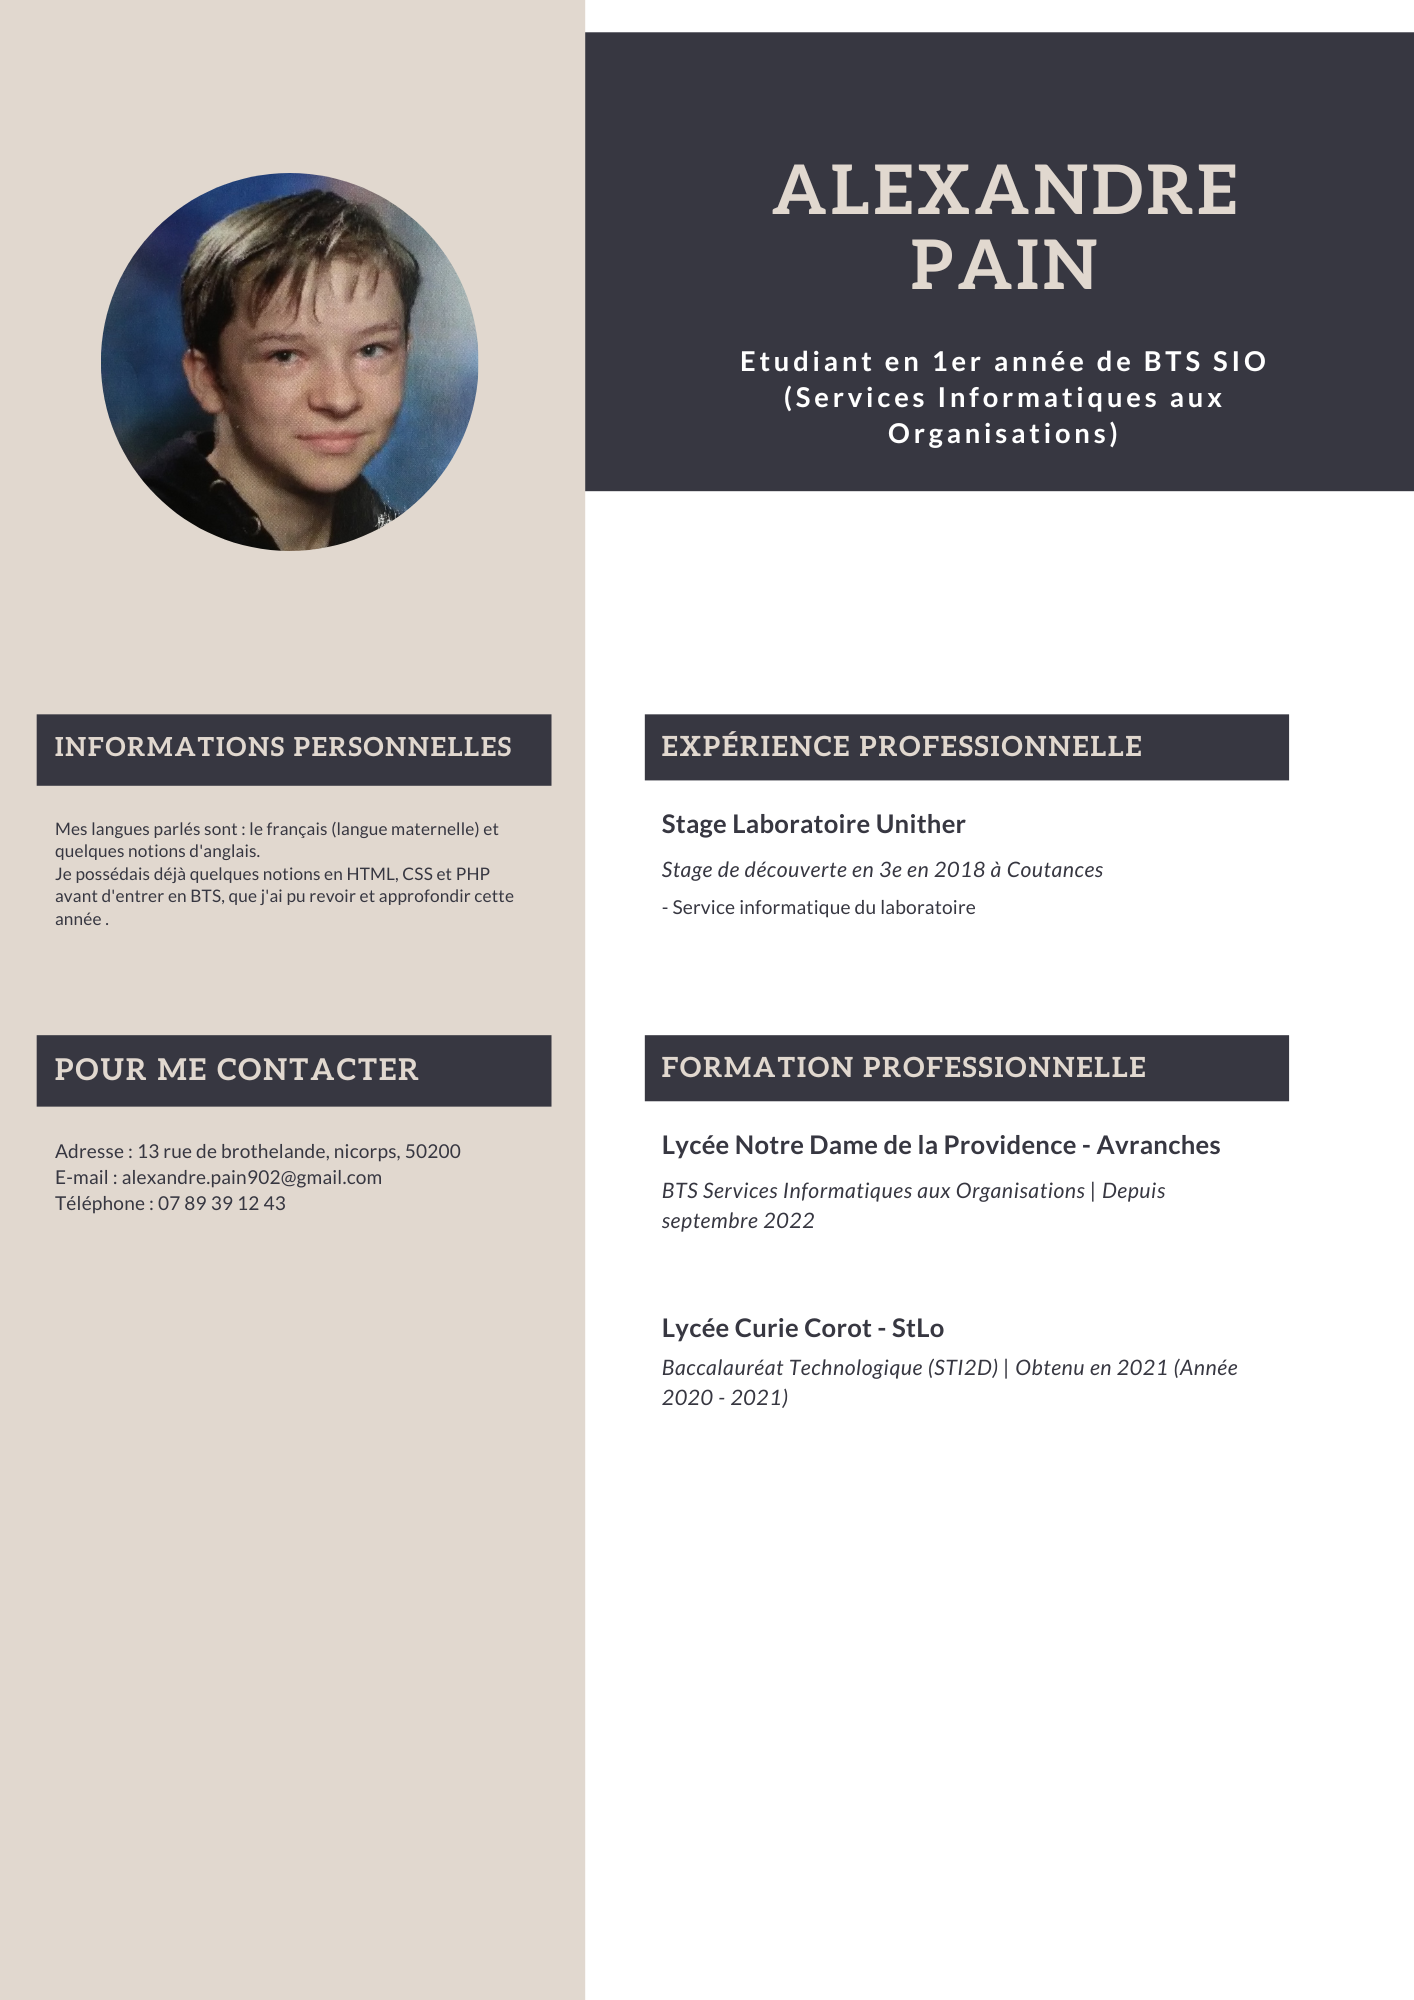 ALEXANDRE
PAIN
Etudiant en 1er année de BTS SIO
(Services Informatiques aux
Organisations)
INFORMATIONS PERSONNELLES
Mes langues parlés sont : le français (langue maternelle) et
quelques notions d'anglais.
Je possédais déjà quelques notions en HTML, CSS et PHP
avant d'entrer en BTS, que j'ai pu revoir et approfondir cette
année .
POUR ME CONTACTER
Adresse : 13 rue de brothelande, nicorps, 50200
E-mail : alexandre.pain902@gmail.com
Téléphone : 07 89 39 12 43
EXPÉRIENCE PROFESSIONNELLE
Stage Laboratoire Unither
Stage de découverte en 3e en 2018 à Coutances
- Service informatique du laboratoire
FORMATION PROFESSIONNELLE
Lycée Notre Dame de la Providence - Avranches
BTS Services Informatiques aux Organisations | Depuis
septembre 2022
Lycée Curie Corot - StLo
Baccalauréat Technologique (STI2D) | Obtenu en 2021 (Année
2020 - 2021)